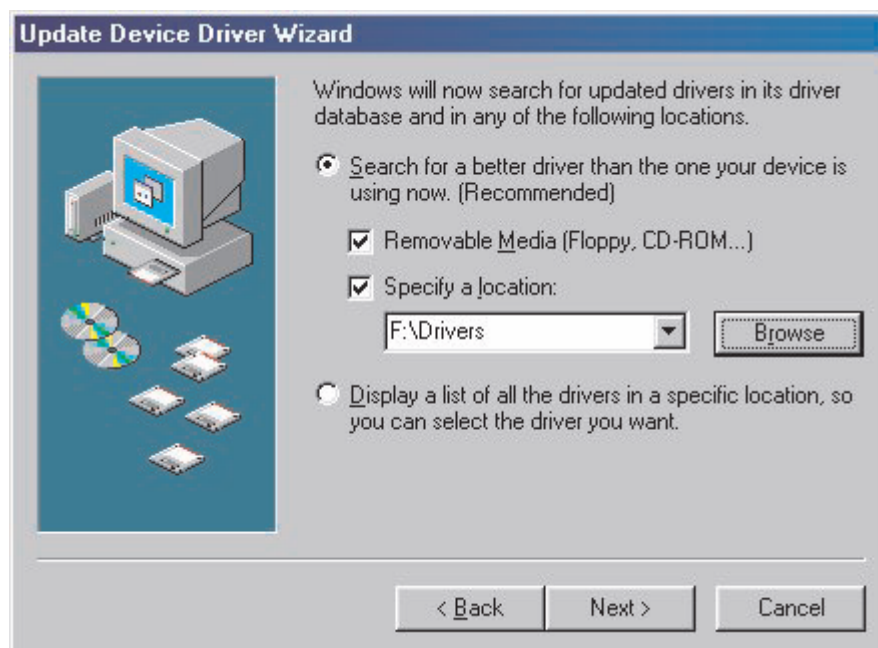 Update Device Driver Wizard
Windows will now search for updated drivers in its driver
database and in any of the following locations.
Search for a better driver than the one your device is
using now. (Recommended)
Removable Media (Floppy, CD-ROM...)
Specify a location:
F:\Drivers
Browse
Display a list of all the drivers in a specific location, so
you can select the driver you want.
< Back
Next >
Cancel